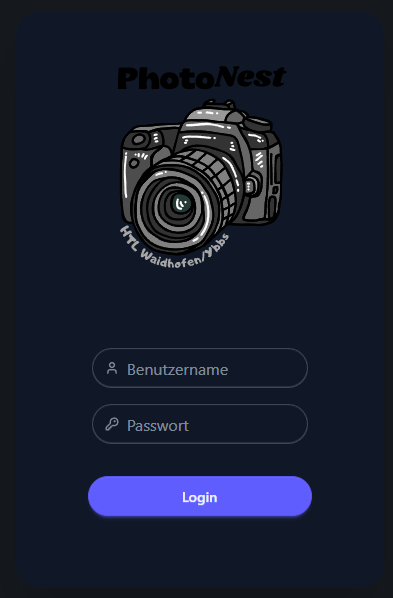 PhotoNest
HTL Waidhofen/Ybbs
Benutzername
Passwort
Login